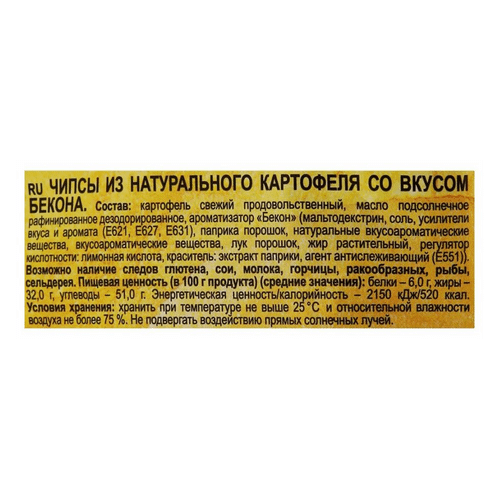 RU ЧИПСЫ ИЗ НАТУРАЛЬНОГО КАРТОФЕЛЯ СО ВКУСОМ
БЕКОНА. Состав: картофель свежий продовольственный, масло подсолнечное
рафинированное дезодорированное, ароматизатор «Бекон» (мальтодекстрин, соль, усилители
вкуса и аромата (Е621, Е627, Е631), паприка порошок, натуральные вкусоароматические
вещества, вкусоароматические вещества, лук порошок, жир растительный, регулятор
кислотности: лимонная кислота, краситель: экстракт паприки, агент антислеживающий (Е551)).
Возможно наличие следов глютена, сои, молока, горчицы, ракообразных, рыбы,
сельдерея. Пищевая ценность (в 100 г продукта) (средние значения): белки – 6,0 г, жиры –
32,0 г, углеводы – 51,0 г. Энергетическая ценность/калорийность – 2150 кДж/520 ккал.
Условия хранения: хранить при температуре не выше 25°С и относительной влажности
воздуха не более 75 %. Не подвергать воздействию прямых солнечных лучей.